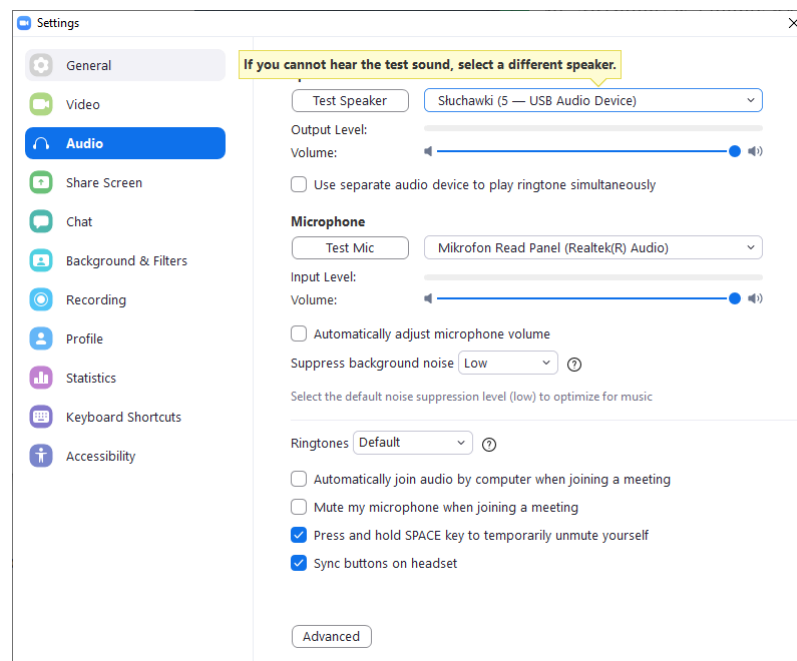 Settings
General
Video
Audio
Share Screen
Chat
Background & Filters
Recording
Profile
Statistics
Keyboard Shortcuts
Accessibility
If you cannot hear the test sound, select a different speaker.
Test Speaker Słuchawki (5 — USB Audio Device)
Output Level:
Volume:
Use separate audio device to play ringtone simultaneously
Microphone
Test Mic Mikrofon Read Panel (Realtek(R) Audio)
Input Level:
Volume:
Automatically adjust microphone volume
Suppress background noise Low ?
Select the default noise suppression level (low) to optimize for music
Ringtones Default ?
Automatically join audio by computer when joining a meeting
Mute my microphone when joining a meeting
Press and hold SPACE key to temporarily unmute yourself
Sync buttons on headset
Advanced